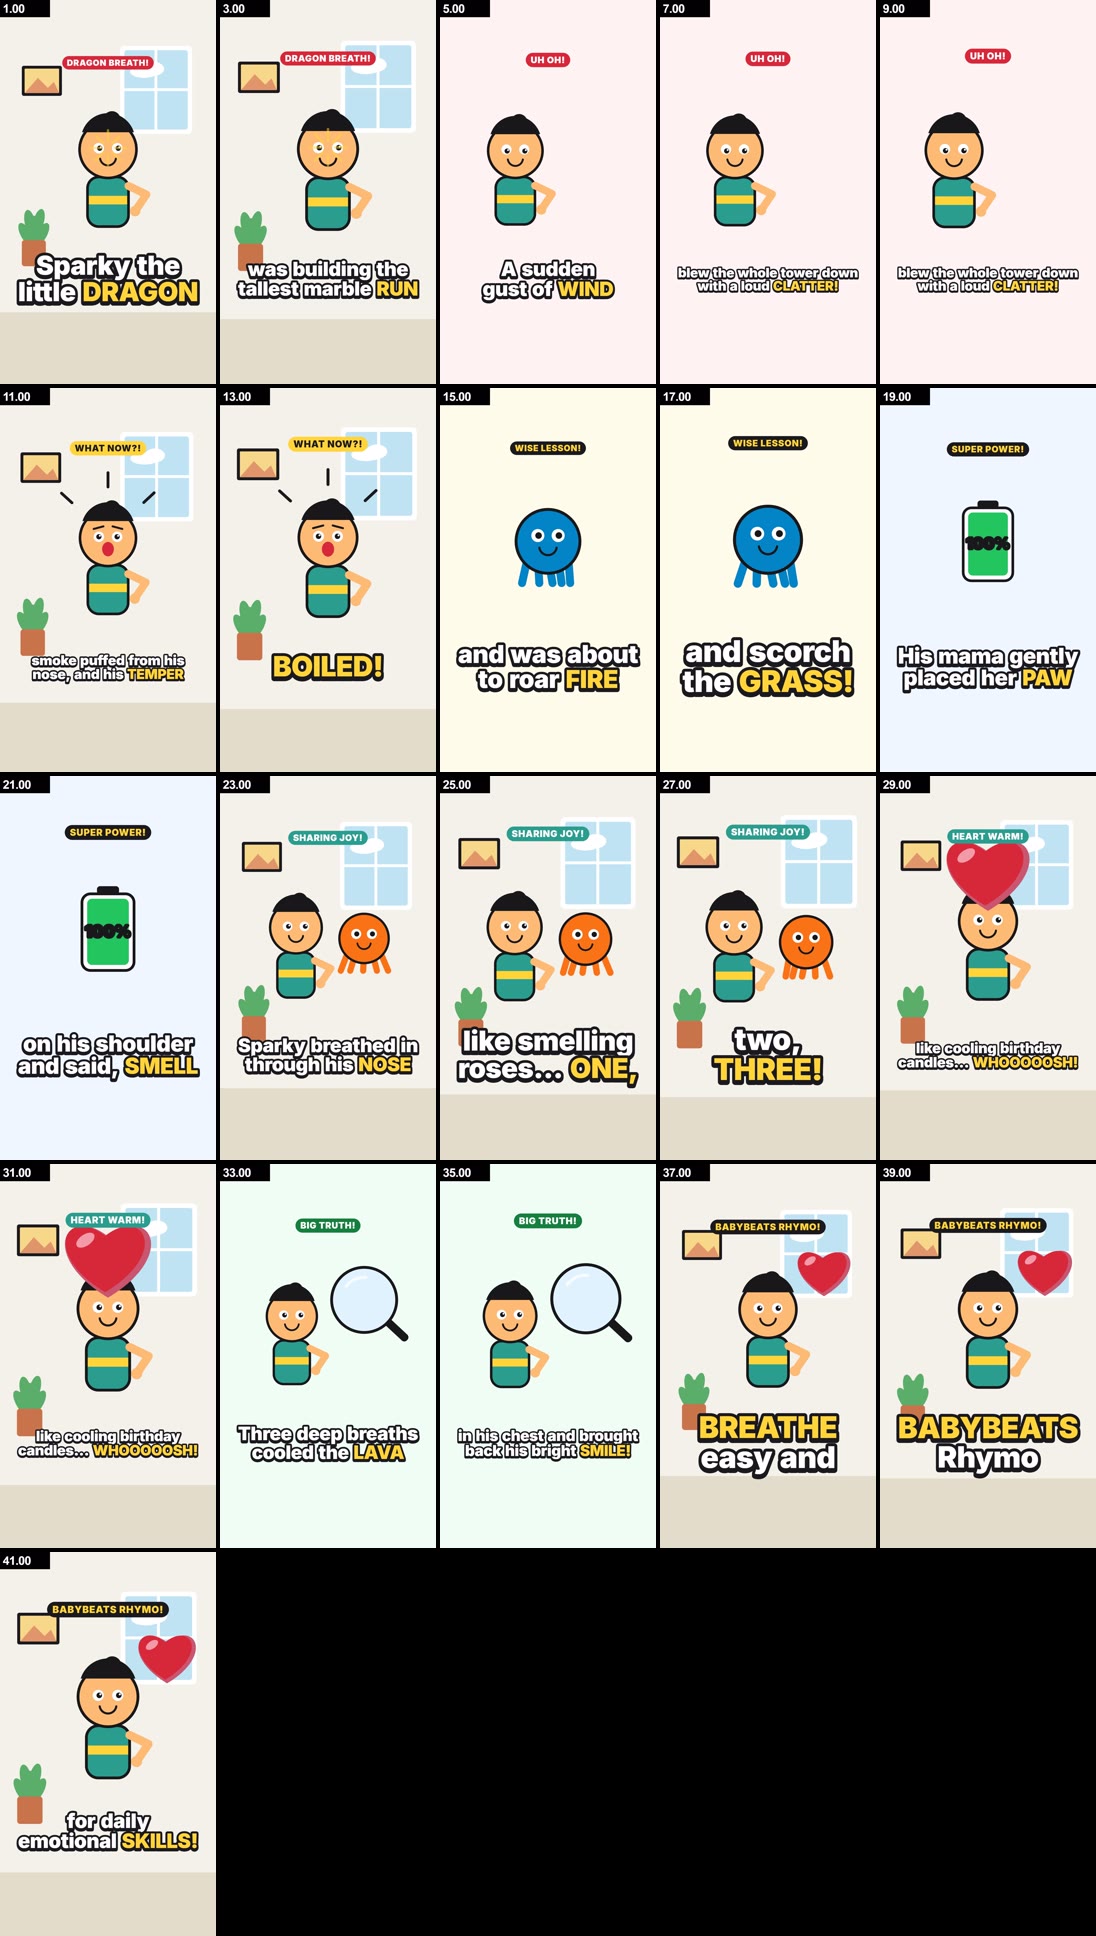 1.00
DRAGON BREATH!
Sparky the
little DRAGON
3.00
DRAGON BREATH!
was building the
tallest marble RUN
5.00
UH OH!
A sudden
gust of WIND
7.00
UH OH!
blew the whole tower down
with a loud CLATTER!
9.00
UH OH!
blew the whole tower down
with a loud CLATTER!
11.00
WHAT NOW?!
smoke puffed from his
nose, and his TEMPER
13.00
WHAT NOW?!
BOILED!
15.00
WISE LESSON!
and was about
to roar FIRE
17.00
WISE LESSON!
and scorch
the GRASS!
19.00
SUPER POWER!
100%
His mama gently
placed her PAW
21.00
SUPER POWER!
100%
on his shoulder
and said, SMELL
23.00
SHARING JOY!
Sparky breathed in
through his NOSE
25.00
SHARING JOY!
like smelling
roses... ONE,
27.00
SHARING JOY!
two,
THREE!
29.00
HEART WARM!
like cooling birthday
candles... WHOOOOOSH!
31.00
HEART WARM!
like cooling birthday
candles... WHOOOOOSH!
33.00
BIG TRUTH!
Three deep breaths
cooled the LAVA
35.00
BIG TRUTH!
in his chest and brought
back his bright SMILE!
37.00
BABYBEATS RHYMO!
BREATHE
easy and
39.00
BABYBEATS RHYMO!
BABYBEATS
Rhymo
41.00
BABYBEATS RHYMO!
for daily
emotional SKILLS!